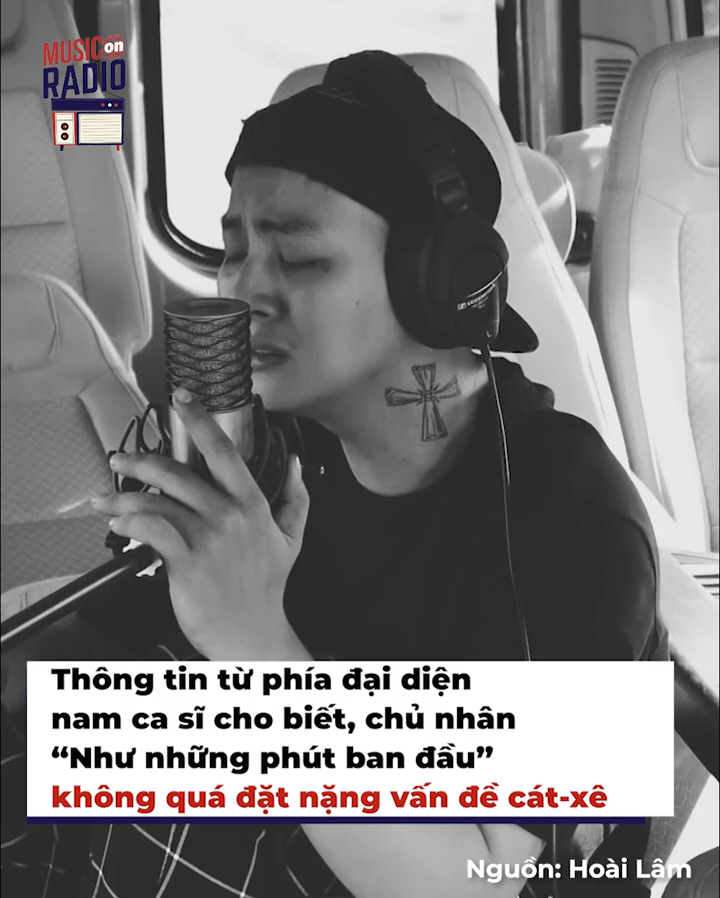 MUSIC on
RADIO
Thông tin từ phía đại diện
nam ca sĩ cho biết, chủ nhân
“Như những phút ban đầu”
không quá đặt nặng vấn đề cát-xê
Nguồn: Hoài Lâm